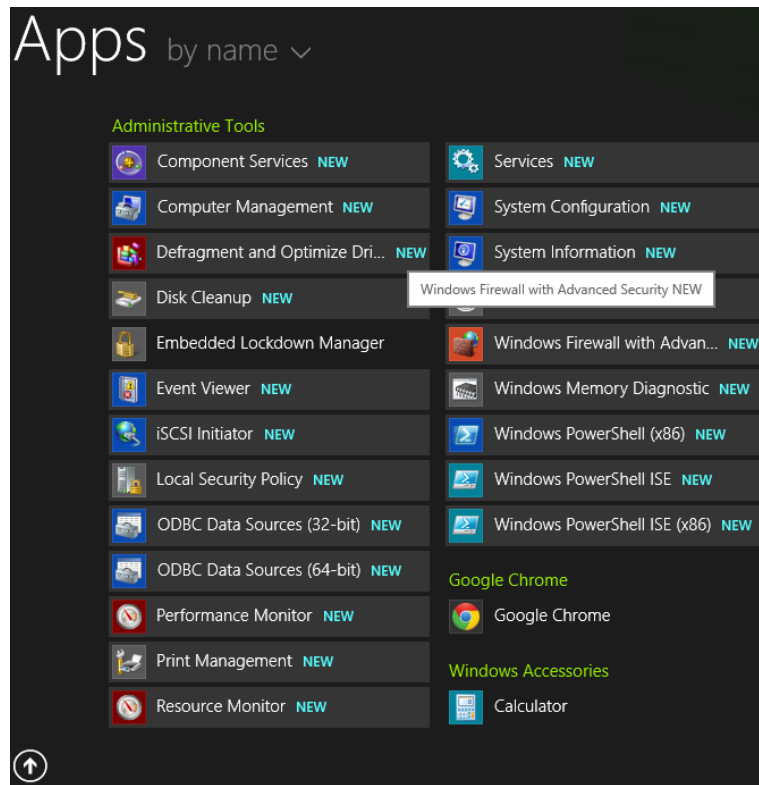 Apps by name
Administrative Tools
Component Services NEW
Computer Management NEW
Defragment and Optimize Dri... NEW
Disk Cleanup NEW
Embedded Lockdown Manager
Event Viewer NEW
iSCSI Initiator NEW
Local Security Policy NEW
ODBC Data Sources (32-bit) NEW
ODBC Data Sources (64-bit) NEW
Performance Monitor NEW
Print Management NEW
Resource Monitor NEW
Services NEW
System Configuration NEW
System Information NEW
Windows Firewall with Advanced Security NEW
Windows Firewall with Advan... NEW
Windows Memory Diagnostic NEW
Windows PowerShell (x86) NEW
Windows PowerShell ISE NEW
Windows PowerShell ISE (x86) NEW
Google Chrome
Google Chrome
Windows Accessories
Calculator